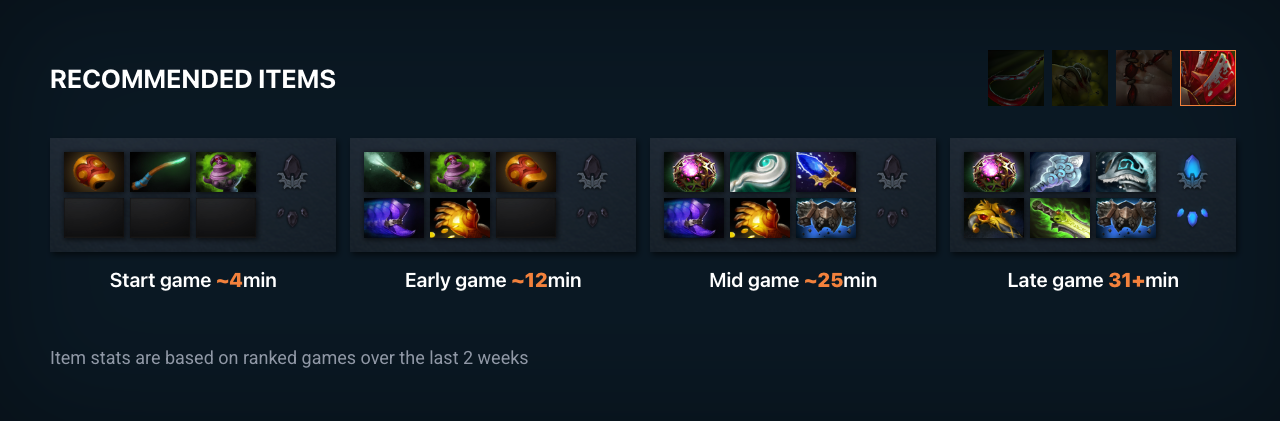 RECOMMENDED ITEMS
Start game ~4min
Early game ~12min
Mid game ~25min
Late game 31+min
Item stats are based on ranked games over the last 2 weeks